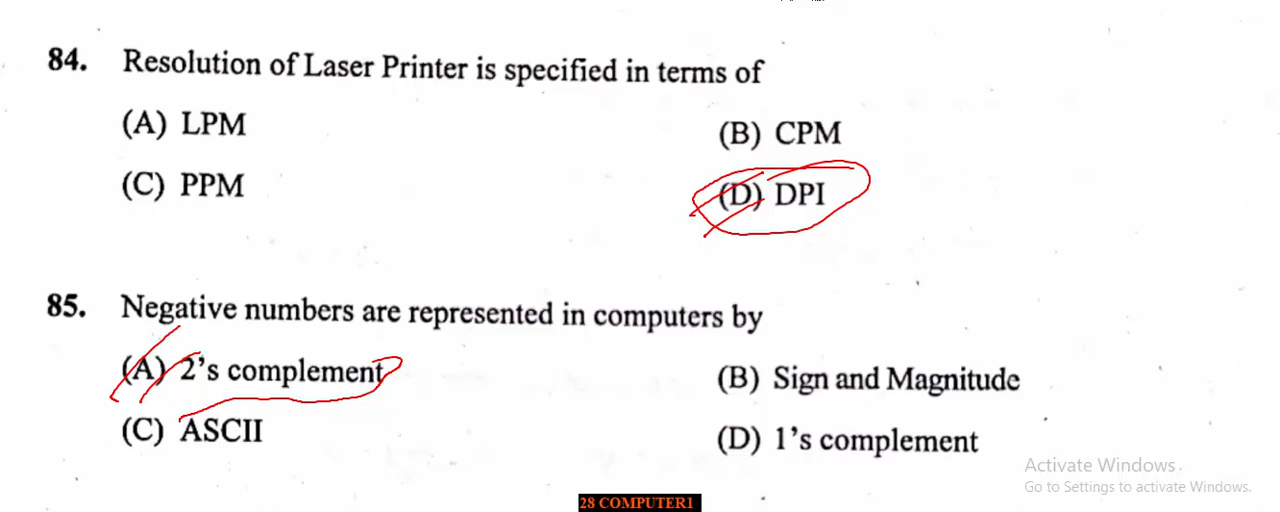 84. Resolution of Laser Printer is specified in terms of
(A) LPM (B) CPM
(C) PPM (D) DPI
85. Negative numbers are represented in computers by
(A) 2's complement (B) Sign and Magnitude
(C) ASCII (D) 1's complement
Activate Windows
Go to Settings to activate Windows.
28 COMPUTER1